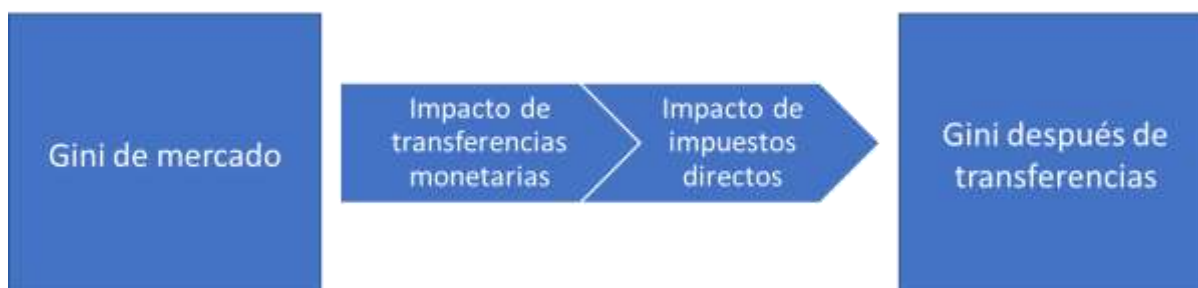 Gini de mercado
Impacto de
transferencias
monetarias
Impacto de
impuestos
directos
Gini después de
transferencias